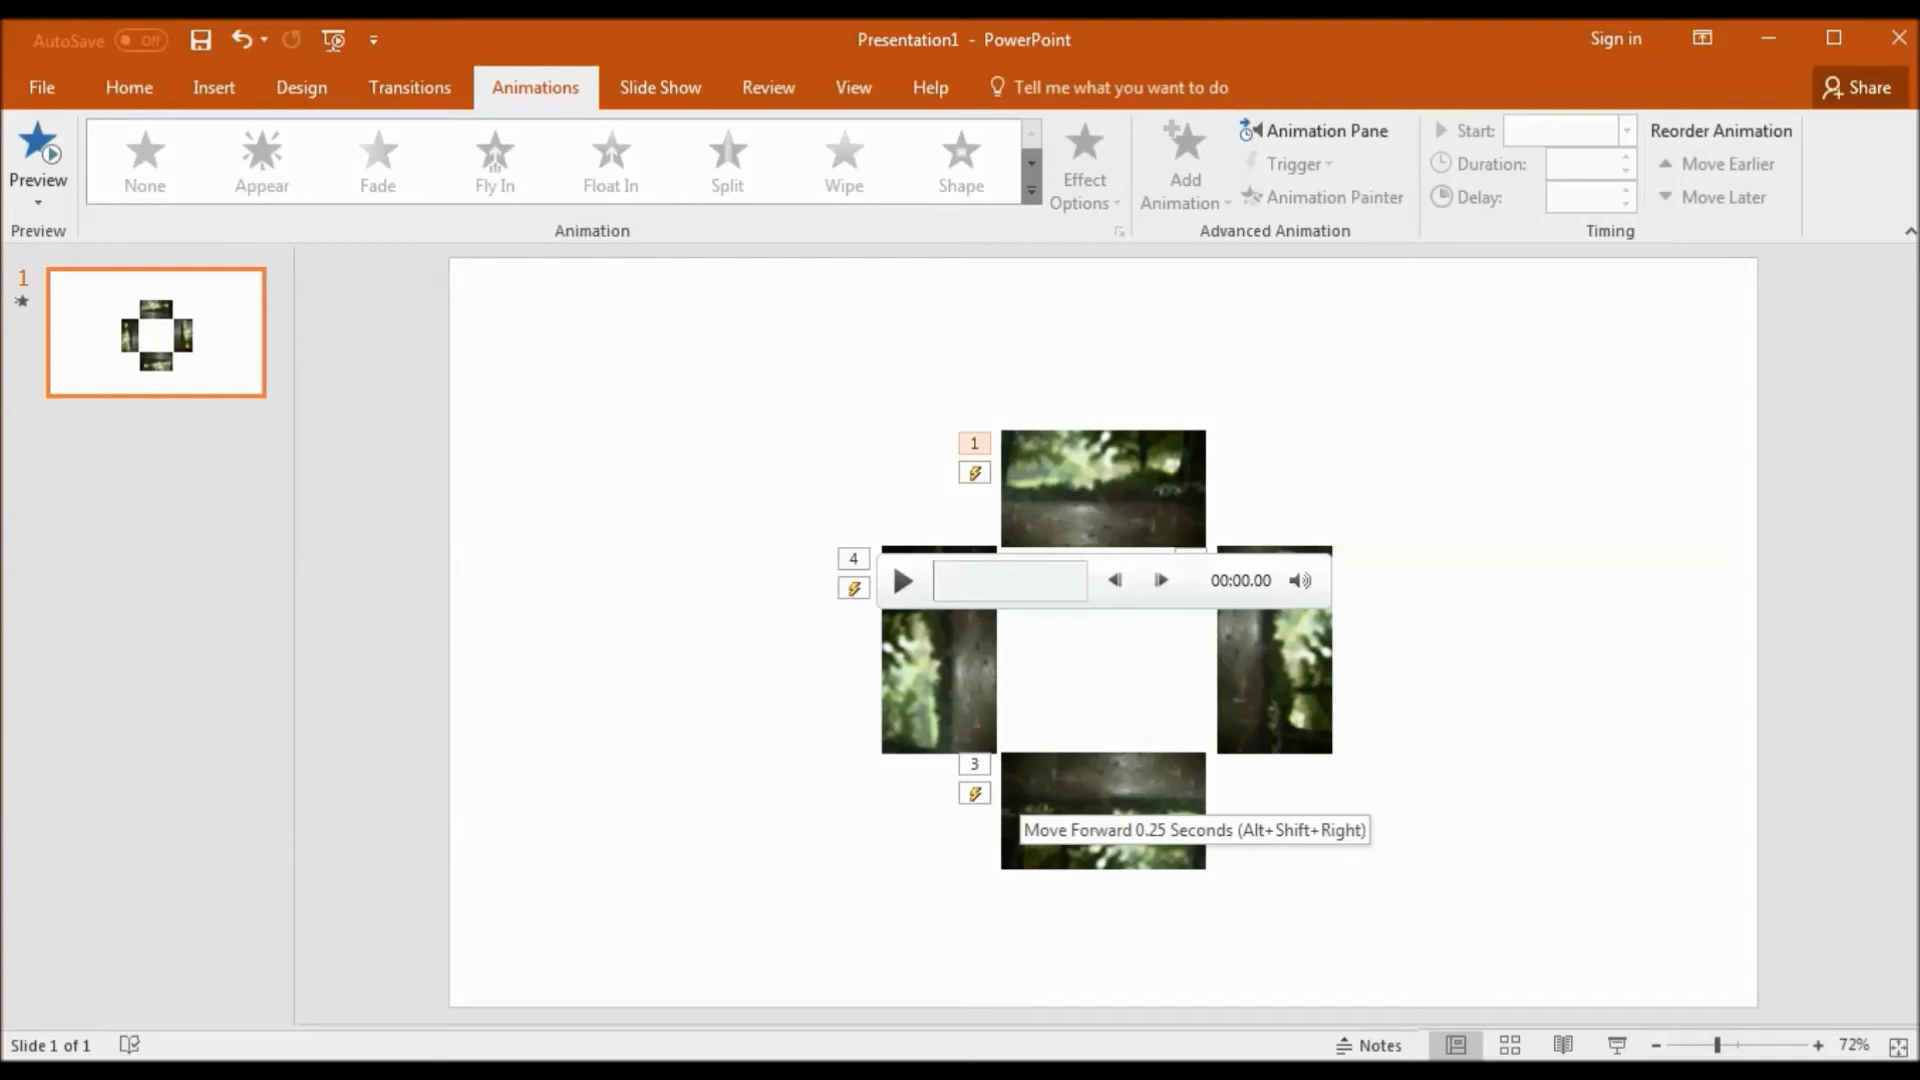 AutoSave Off
Presentation1 - PowerPoint
Sign in
File Home Insert Design Transitions Animations Slide Show Review View Help Tell me what you want to do
Share
Preview
None Appear Fade Fly In Float In Split Wipe Shape
Effect Options
Add Animation
Animation Pane
Trigger
Animation Painter
Start:
Duration:
Delay:
Reorder Animation
Move Earlier
Move Later
Preview
Animation
Advanced Animation
Timing
1
1
4
00:00.00
3
Move Forward 0.25 Seconds (Alt+Shift+Right)
Slide 1 of 1
Notes
72%